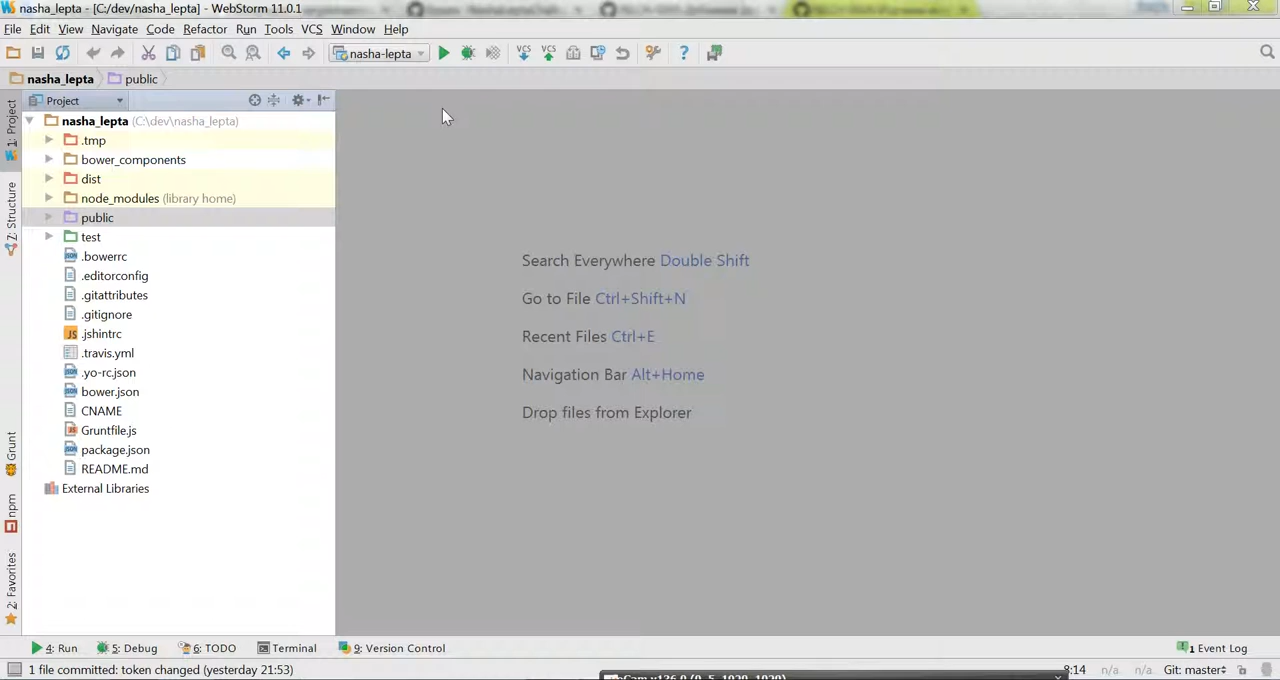 nasha_lepta - [C:/dev/nasha_lepta] - WebStorm 11.0.1
File Edit View Navigate Code Refactor Run Tools VCS Window Help
nasha-lepta VCS VCS ?
nasha_lepta public
Project
nasha_lepta (C:\dev\nasha_lepta)
.tmp
bower_components
dist
node_modules (library home)
public
test
.bowerrc
.editorconfig
.gitattributes
.gitignore
.jshintrc
.travis.yml
.yo-rc.json
bower.json
CNAME
Gruntfile.js
package.json
README.md
External Libraries
1: Project
Z: Structure
Grunt
npm
2: Favorites
Search Everywhere Double Shift
Go to File Ctrl+Shift+N
Recent Files Ctrl+E
Navigation Bar Alt+Home
Drop files from Explorer
4: Run 5: Debug 6: TODO Terminal 9: Version Control 1 Event Log
1 file committed: token changed (yesterday 21:53) 8:14 n/a n/a Git: master